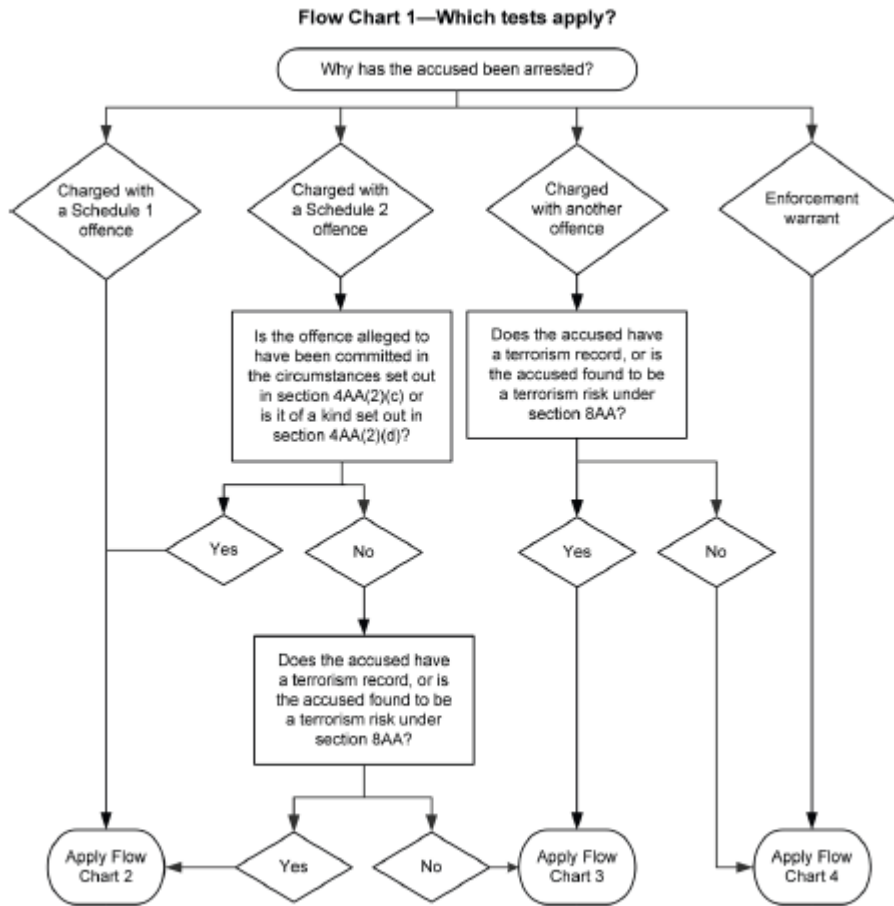 Flow Chart 1—Which tests apply?
Why has the accused been arrested?
Charged with
a Schedule 1
offence
Charged with
a Schedule 2
offence
Charged
with another
offence
Enforcement
warrant
Is the offence alleged to
have been committed in
the circumstances set out
in section 4AA(2)(c) or
is it of a kind set out in
section 4AA(2)(d)?
Does the accused have
a terrorism record, or is
the accused found to be
a terrorism risk under
section 8AA?
Yes
No
Yes
No
Does the accused have
a terrorism record, or is
the accused found to be
a terrorism risk under
section 8AA?
Apply Flow
Chart 2
Yes
No
Apply Flow
Chart 3
Apply Flow
Chart 4